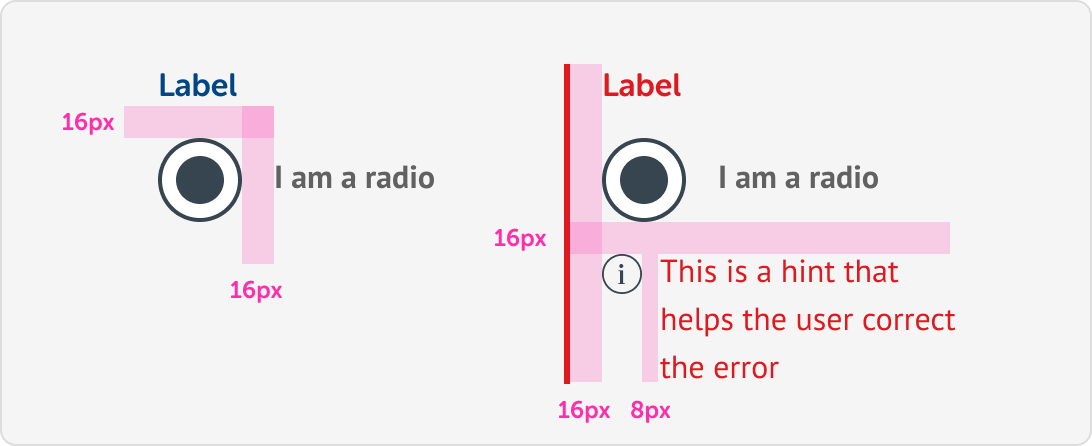 Label
16px
I am a radio
16px
Label
I am a radio
16px
i
This is a hint that
helps the user correct
the error
16px
8px